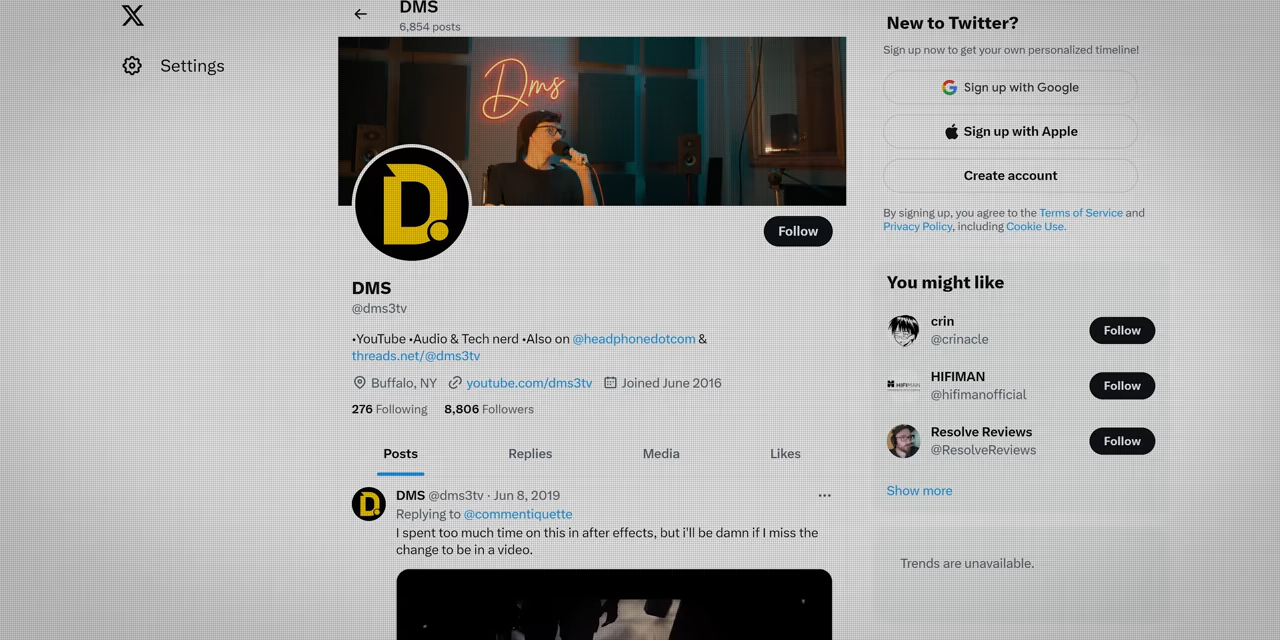 DMS
6,854 posts
Settings
Dms
D.
Follow
DMS
@dms3tv
•YouTube •Audio & Tech nerd •Also on @headphonedotcom &
threads.net/@dms3tv
Buffalo, NY youtube.com/dms3tv Joined June 2016
276 Following 8,806 Followers
Posts Replies Media Likes
D.
DMS @dms3tv · Jun 8, 2019
Replying to @commentiquette
I spent too much time on this in after effects, but i'll be damn if I miss the
change to be in a video.
New to Twitter?
Sign up now to get your own personalized timeline!
Sign up with Google
Sign up with Apple
Create account
By signing up, you agree to the Terms of Service and
Privacy Policy, including Cookie Use.
You might like
crin
@crinacle
Follow
HIFIMAN
HIFIMAN
@hifimanofficial
Follow
Resolve Reviews
@ResolveReviews
Follow
Show more
Trends are unavailable.